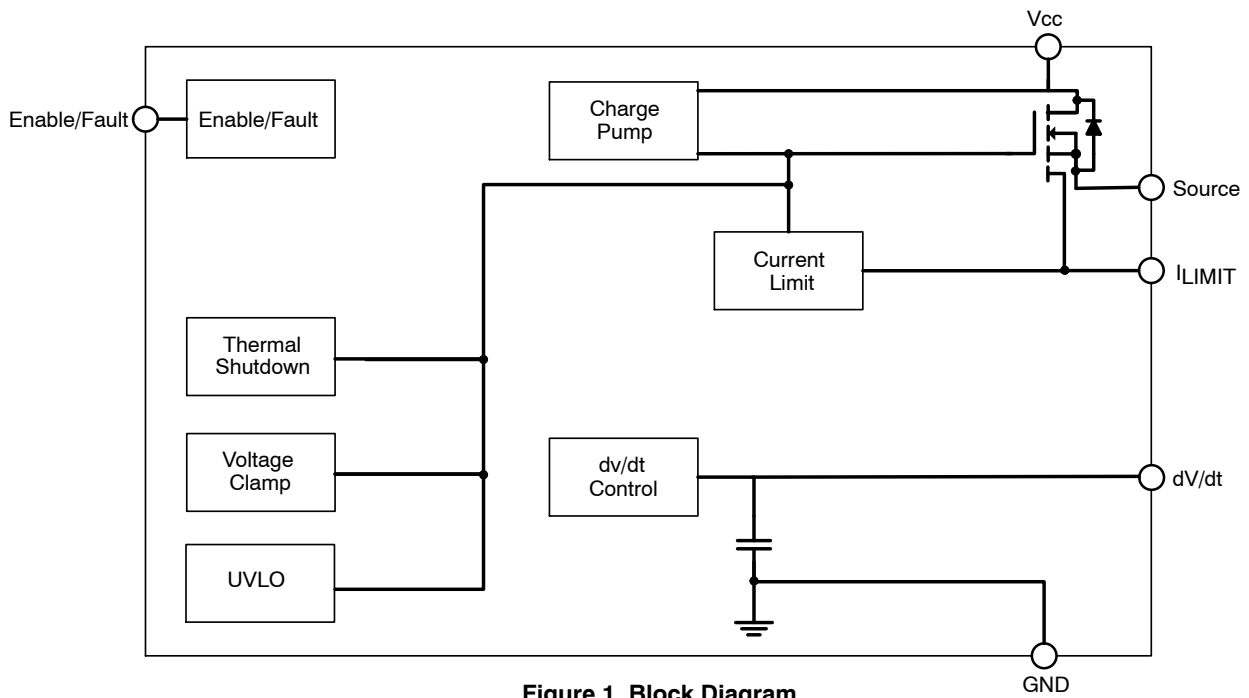 Vcc
Enable/Fault
Enable/Fault
Charge
Pump
Source
Current
Limit
ILIMIT
Thermal
Shutdown
Voltage
Clamp
dv/dt
Control
dV/dt
UVLO
GND
Figure 1. Block Diagram